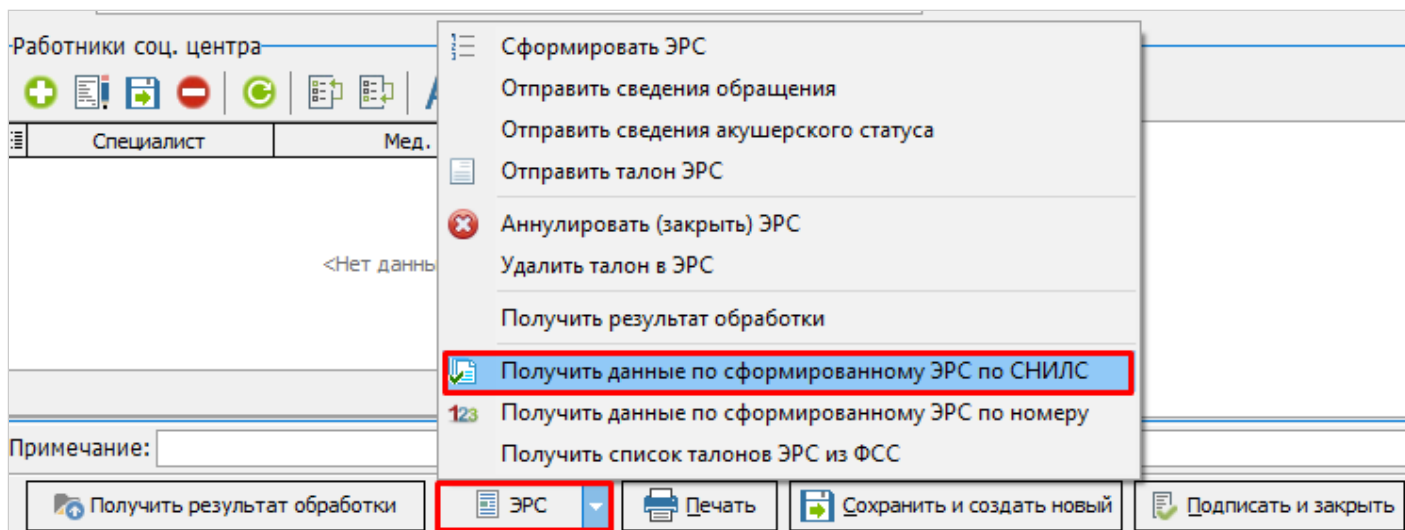 Работники соц. центра
Сформировать ЭРС
Отправить сведения обращения
Отправить сведения акушерского статуса
Отправить талон ЭРС
Аннулировать (закрыть) ЭРС
Удалить талон в ЭРС
Получить результат обработки
Получить данные по сформированному ЭРС по СНИЛС
123 Получить данные по сформированному ЭРС по номеру
Получить список талонов ЭРС из ФСС
Специалист Мед.
<Нет данны
Примечание:
Получить результат обработки ЭРС Печать Сохранить и создать новый Подписать и закрыть